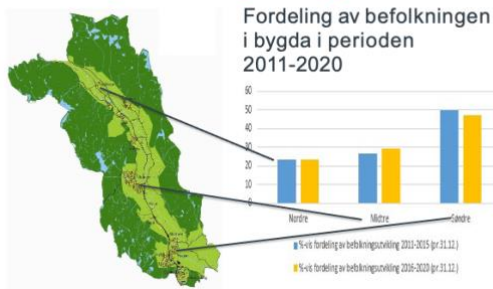 Fordeling av befolkningen
i bygda i perioden
2011-2020
60
50
40
30
20
10
0
Nordre Midtre Søndre
%-vis fordeling av befolkningsutvikling 2011-2015 (pr.31.12.)
%-vis fordeling av befolkningsutvikling 2016-2020 (pr.31.12.)